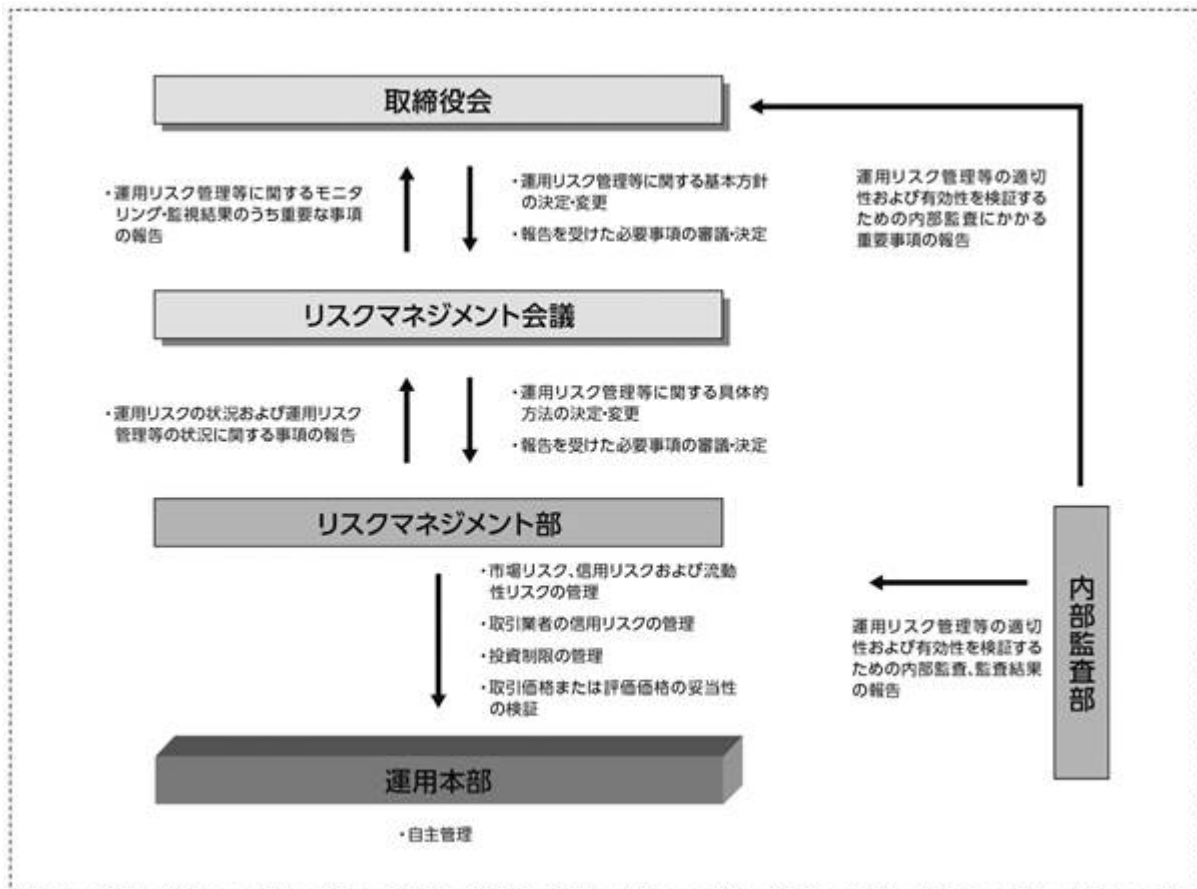 取締役会
・運用リスク管理等に関するモニタ
リング・監視結果のうち重要な事項
の報告
・運用リスク管理等に関する基本方針
の決定・変更
・報告を受けた必要事項の審議・決定
運用リスク管理等の適切
性および有効性を検証する
ための内部監査にかかる
重要事項の報告
リスクマネジメント会議
・運用リスクの状況および運用リスク
管理等の状況に関する事項の報告
・運用リスク管理等に関する具体的
方法の決定・変更
・報告を受けた必要事項の審議・決定
リスクマネジメント部
・市場リスク、信用リスクおよび流動
性リスクの管理
・取引業者の信用リスクの管理
・投資制限の管理
・取引価格または評価価格の妥当性
の検証
運用リスク管理等の適切
性および有効性を検証する
ための内部監査、監査結果
の報告
内部監査部
運用本部
・自主管理